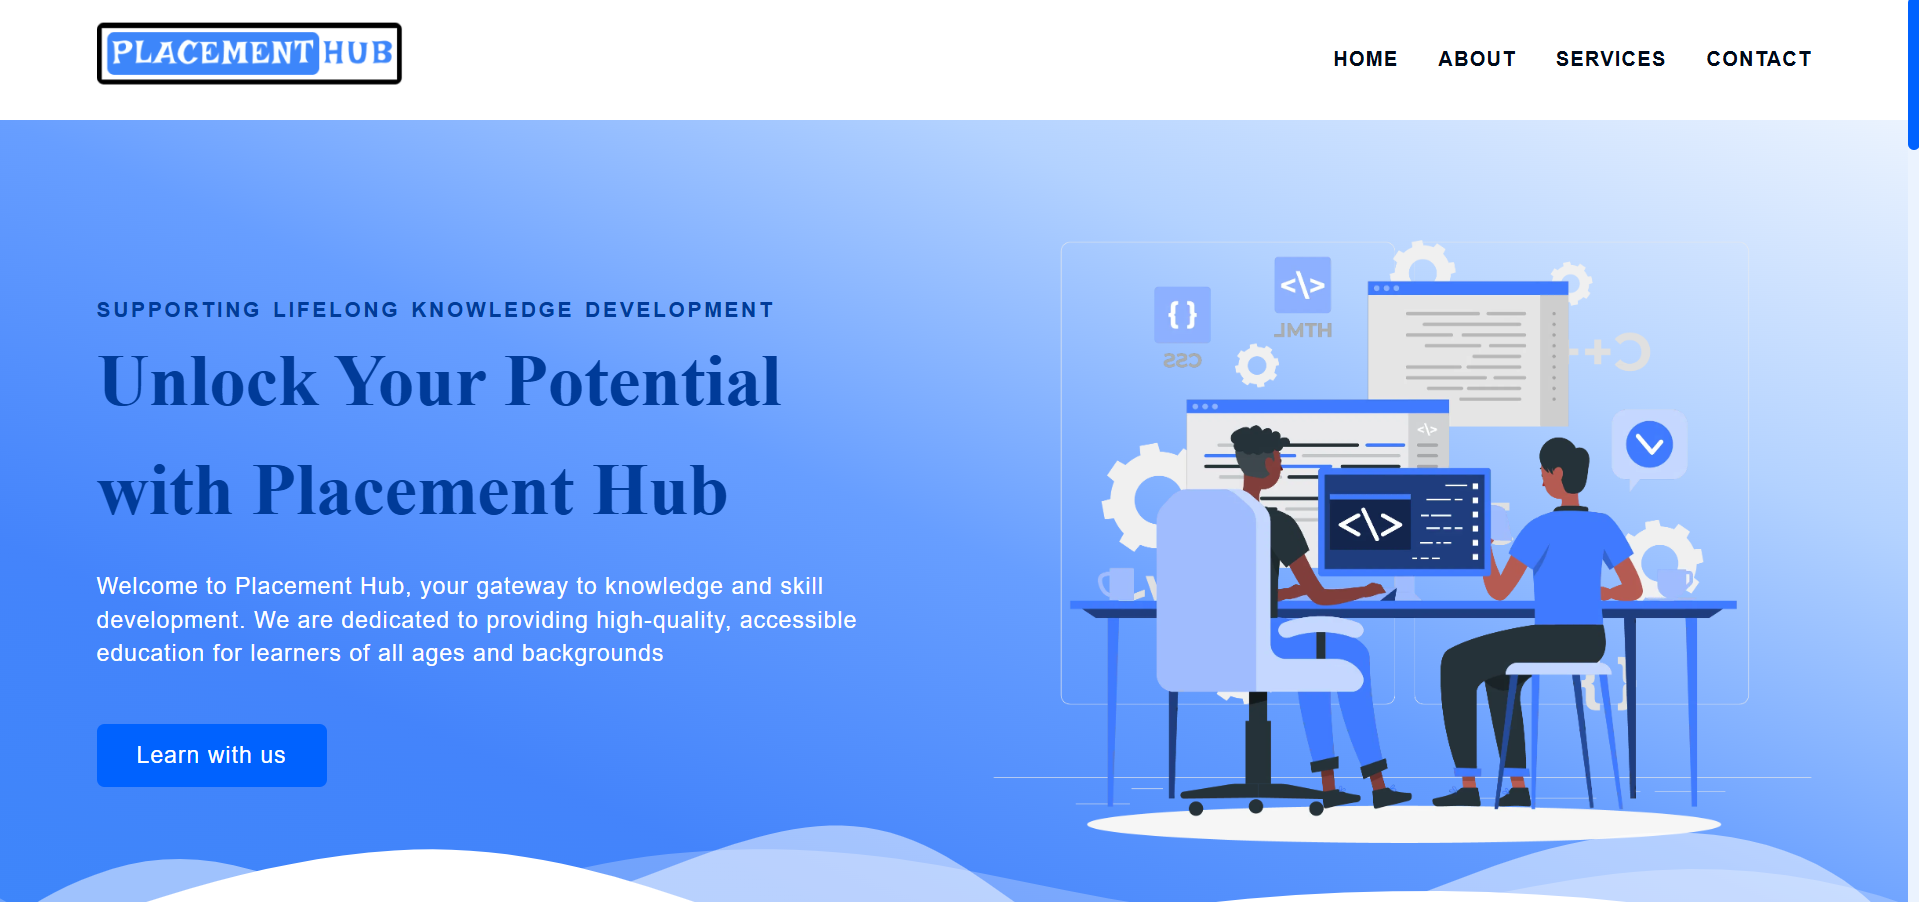 PLACEMENT HUB
HOME ABOUT SERVICES CONTACT
SUPPORTING LIFELONG KNOWLEDGE DEVELOPMENT
Unlock Your Potential
with Placement Hub
Welcome to Placement Hub, your gateway to knowledge and skill
development. We are dedicated to providing high-quality, accessible
education for learners of all ages and backgrounds
Learn with us
{ }
CSS
</>
HTML
C++
</>
<\>
{ }